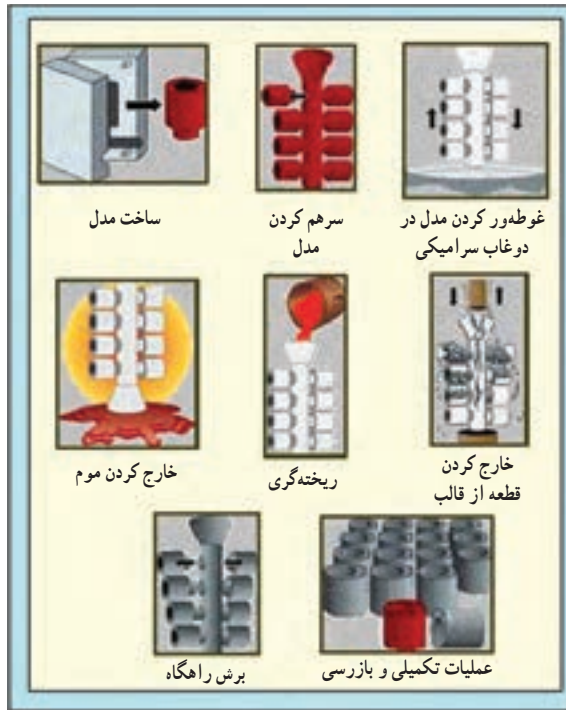 ساخت مدل
سرهم کردن
مدل
غوطه‌ور کردن مدل در
دوغاب سرامیکی
خارج کردن موم
ریخته‌گری
خارج کردن
قطعه از قالب
برش راهگاه
عملیات تکمیلی و بازرسی